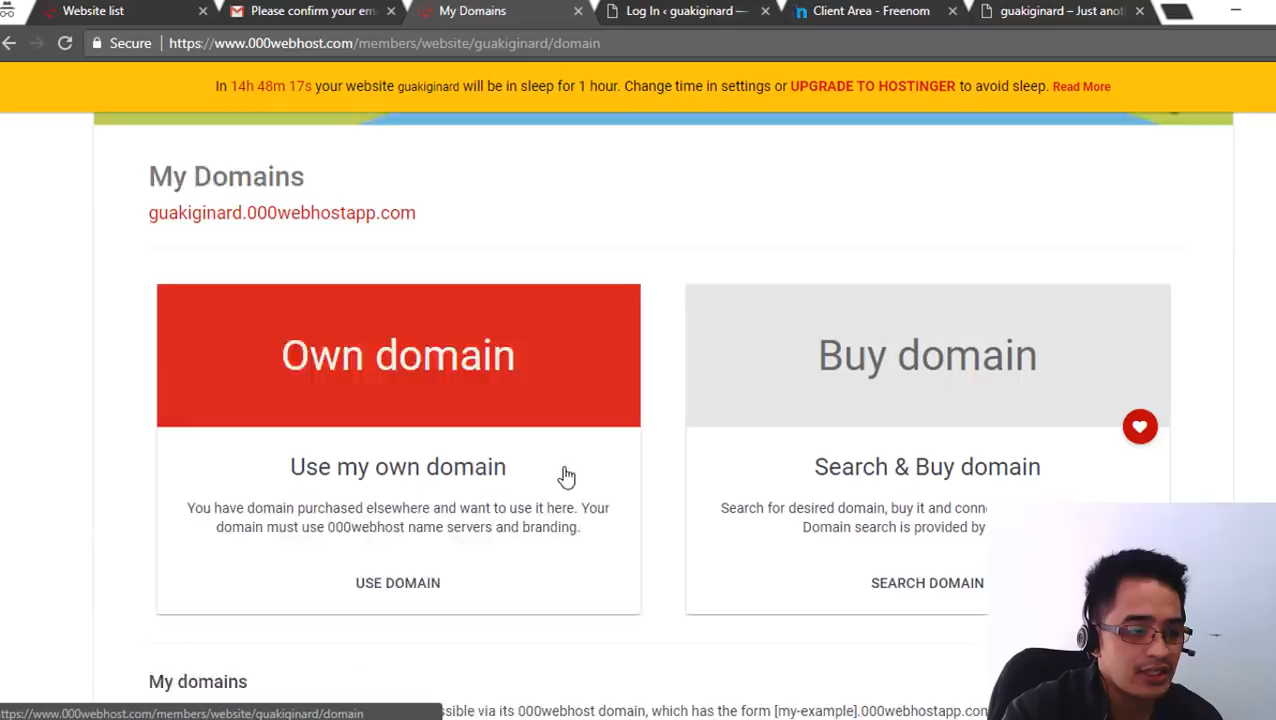 Website list
Please confirm your em
My Domains
Log In ‹ guakiginard —
Client Area - Freenom
guakiginard – Just anot
Secure
https://www.000webhost.com/members/website/guakiginard/domain
In 14h 48m 17s your website guakiginard will be in sleep for 1 hour. Change time in settings or UPGRADE TO HOSTINGER to avoid sleep. Read More
My Domains
guakiginard.000webhostapp.com
Own domain
Buy domain
Use my own domain
Search & Buy domain
You have domain purchased elsewhere and want to use it here. Your
domain must use 000webhost name servers and branding.
Search for desired domain, buy it and conne
Domain search is provided by
USE DOMAIN
SEARCH DOMAIN
My domains
https://www.000webhost.com/members/website/guakiginard/domain
sible via its 000webhost domain, which has the form [my-example].000webhostapp.con